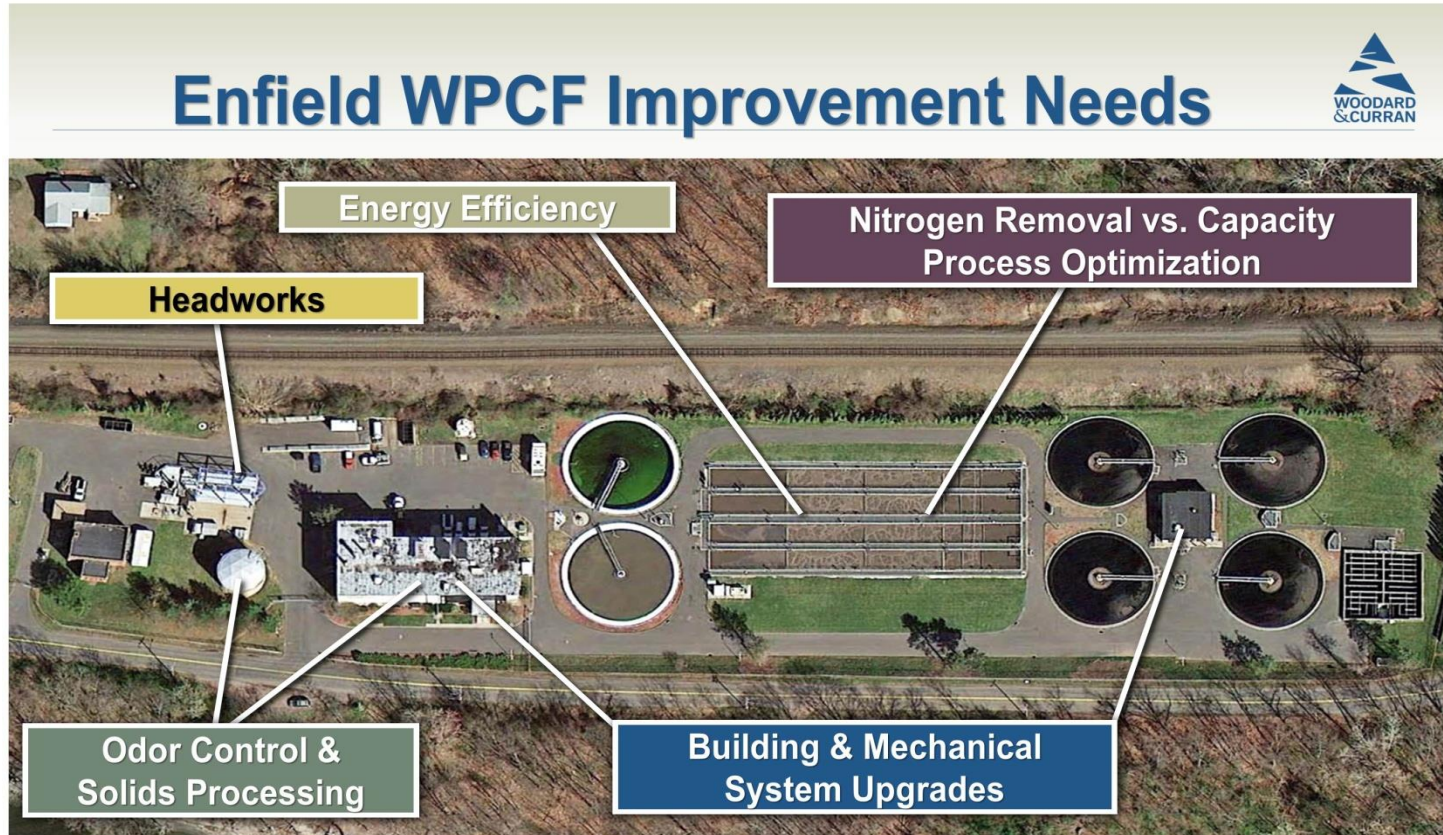 Enfield WPCF Improvement Needs
WOODARD
&CURRAN
Energy Efficiency
Nitrogen Removal vs. Capacity
Process Optimization
Headworks
Odor Control &
Solids Processing
Building & Mechanical
System Upgrades